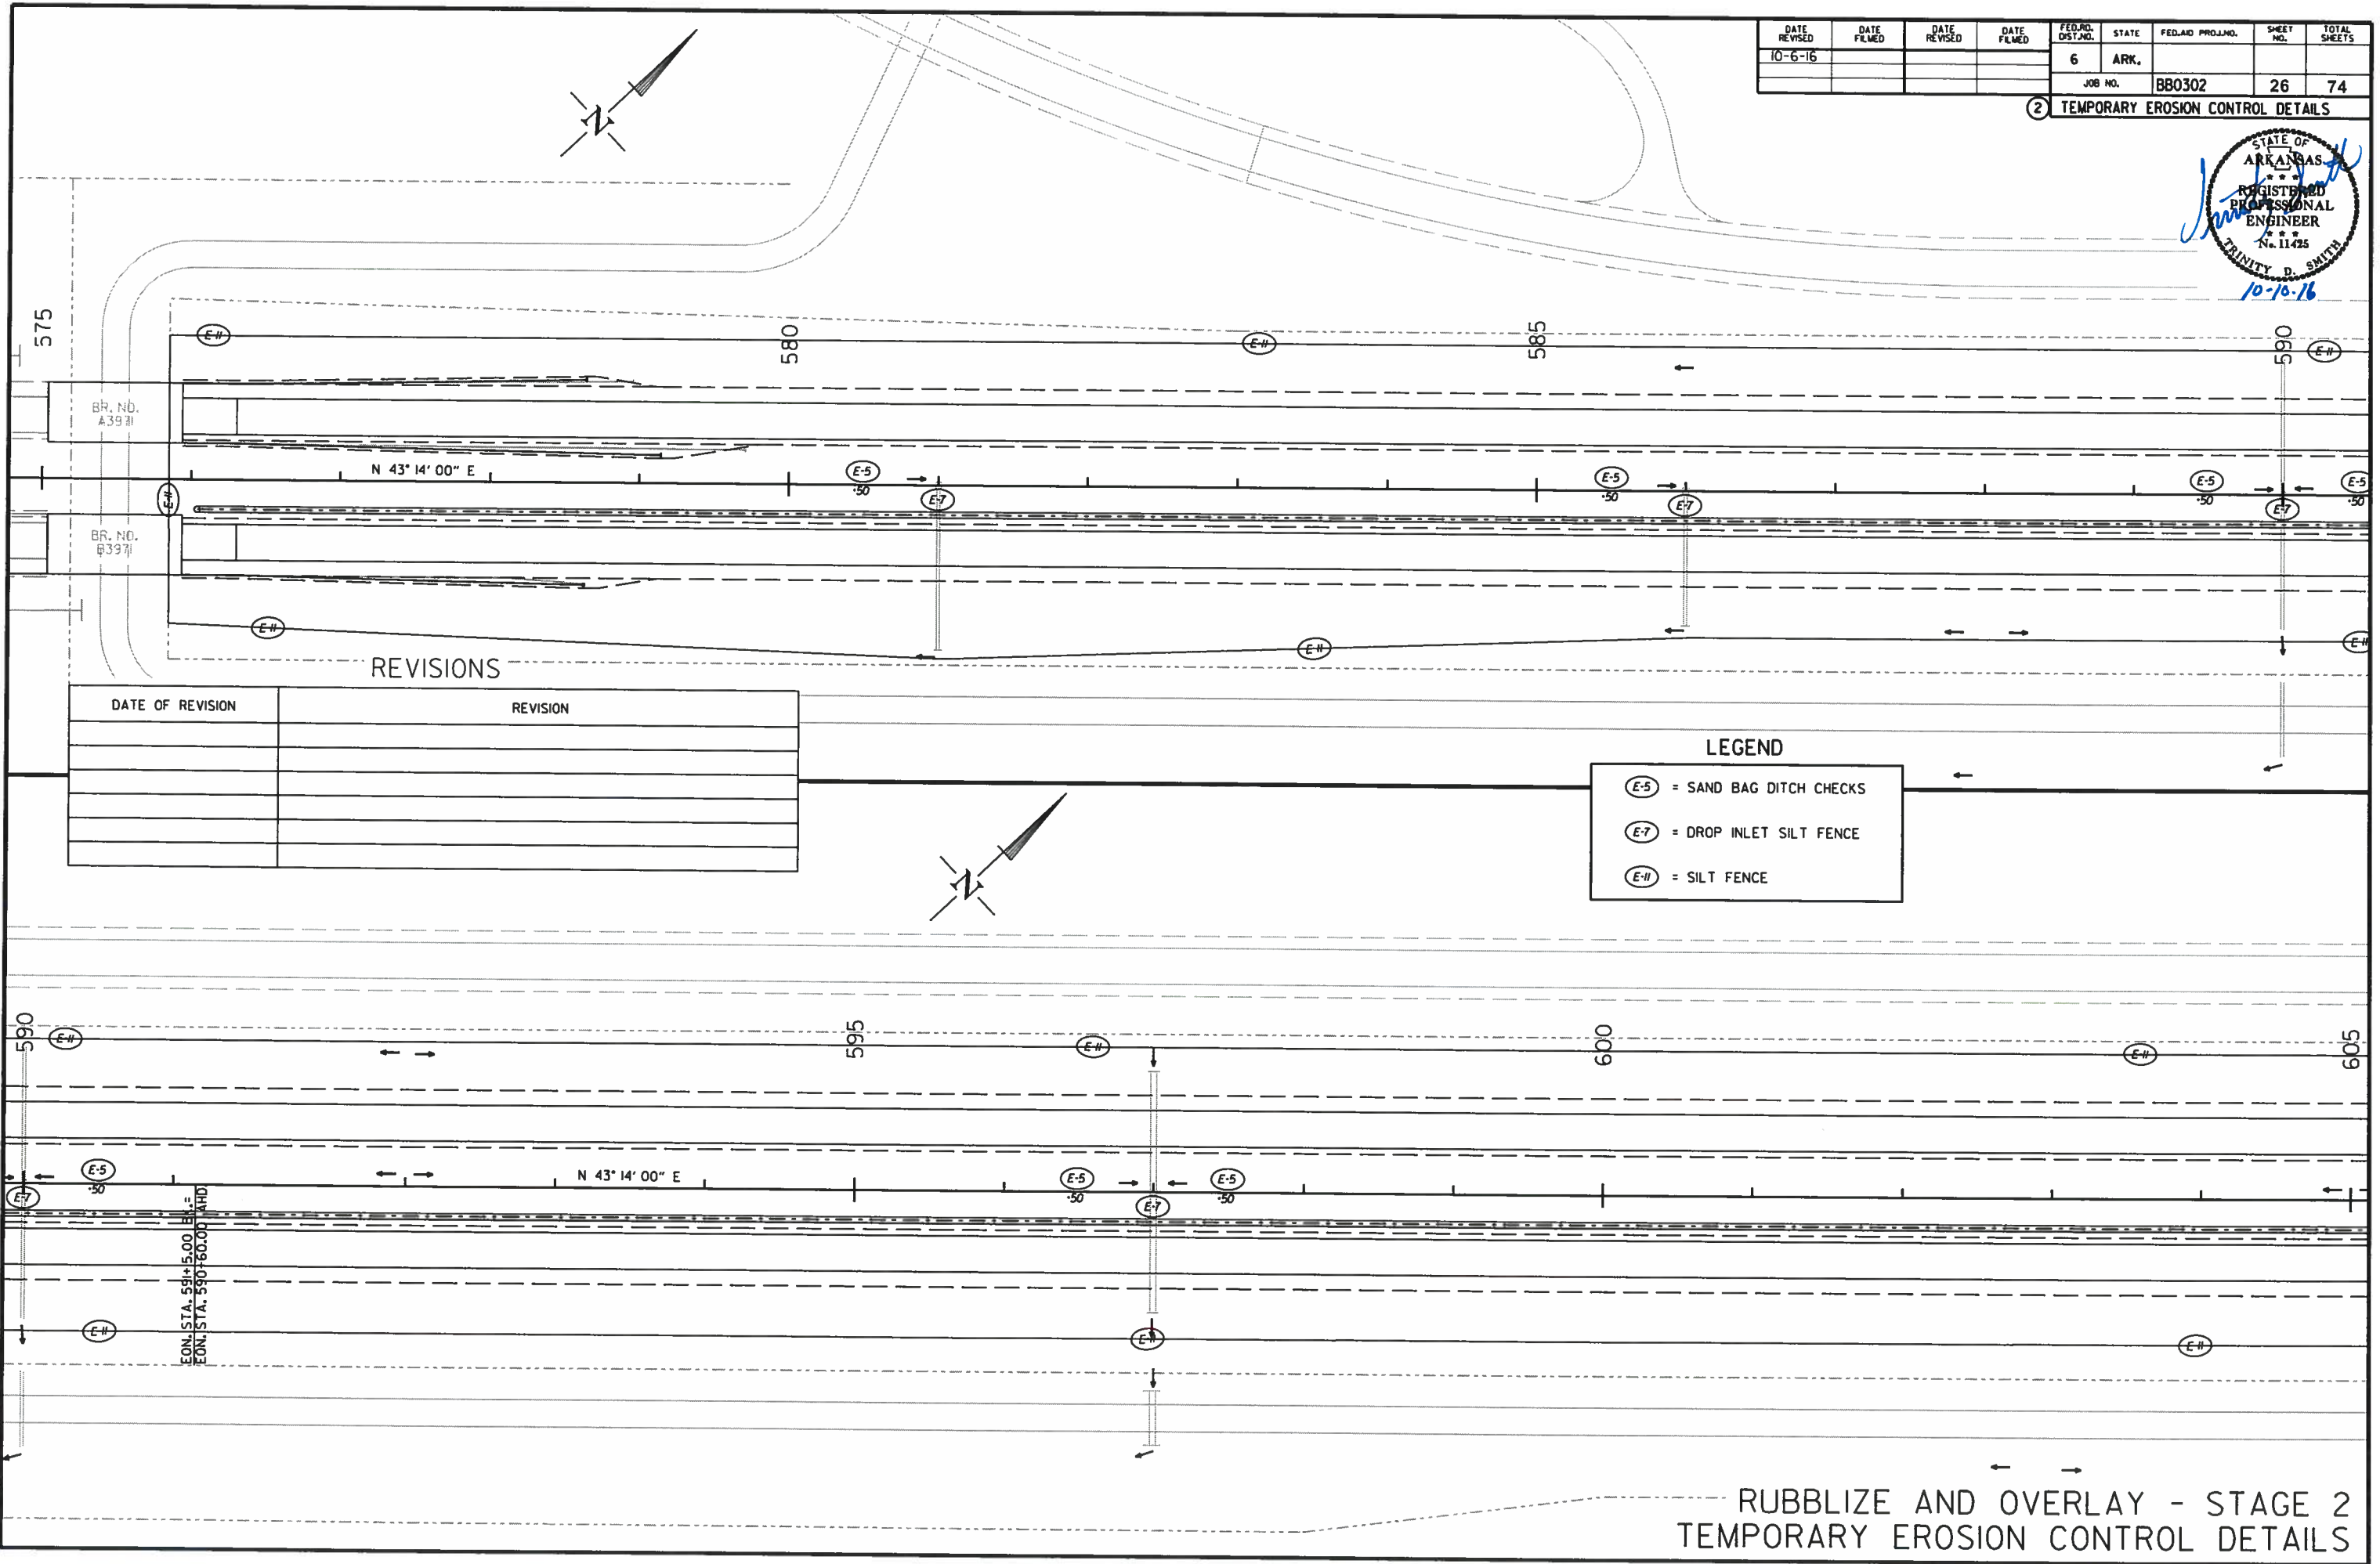 DATE REVISED DATE FILMED DATE REVISED DATE FILMED FED.RD. DIST.NO. STATE FED.AID PROJ.NO. SHEET NO. TOTAL SHEETS
10-6-16 6 ARK.
JOB NO. BB0302 26 74
2 TEMPORARY EROSION CONTROL DETAILS
STATE OF
ARKANSAS
REGISTERED
PROFESSIONAL
ENGINEER
No. 11425
TRINITY D. SMITH
10-10-16
N
575 580 585 590
E-11 E-11 E-11
BR. NO.
A3971
N 43° 14' 00" E
E-5 E-5 E-5 E-5
.50 .50 .50 .50
E-11 E-7 E-7 E-7
BR. NO.
B3971
E-11 E-11 E-11
REVISIONS
DATE OF REVISION REVISION
LEGEND
E-5 = SAND BAG DITCH CHECKS
E-7 = DROP INLET SILT FENCE
E-11 = SILT FENCE
N
590 595 600 605
E-11 E-11 E-11
E-5 N 43° 14' 00" E E-5 E-5
.50 .50 .50
E-7 E-7
EQN. STA. 591+15.00 BK.=
EQN. STA. 590+60.00 AHD.
E-11 E-11 E-11
RUBBLIZE AND OVERLAY - STAGE 2
TEMPORARY EROSION CONTROL DETAILS